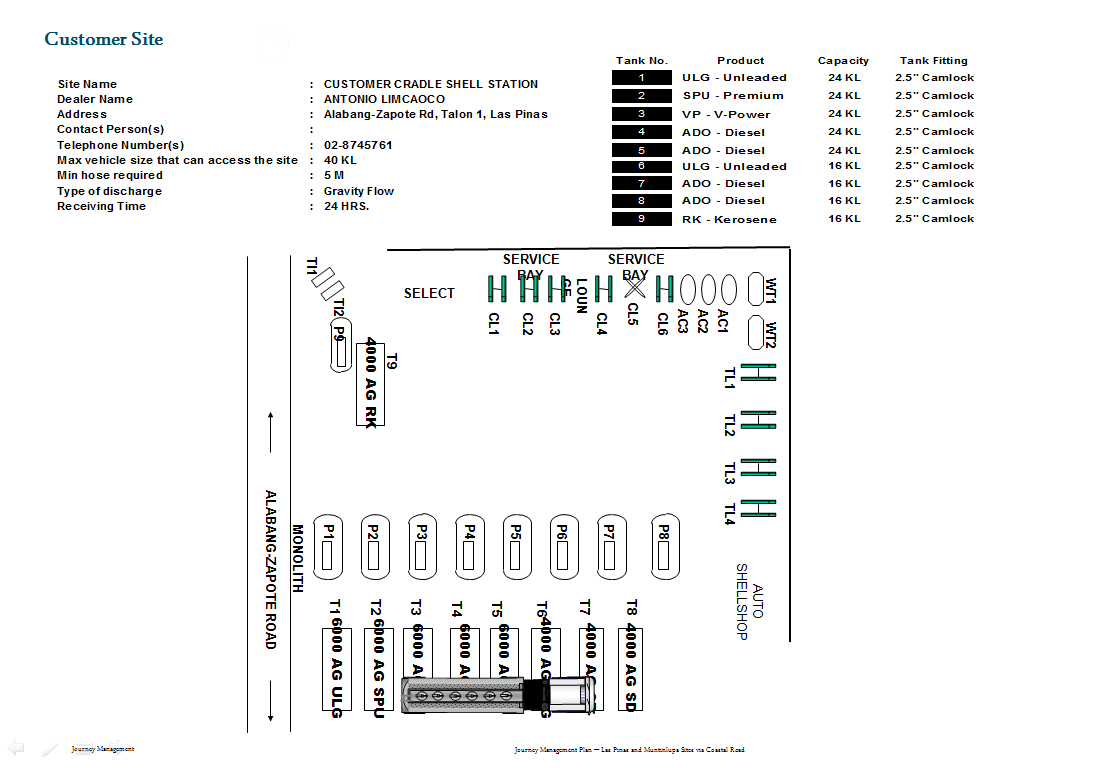 Customer Site
Site Name : CUSTOMER CRADLE SHELL STATION
Dealer Name : ANTONIO LIMCAOCO
Address : Alabang-Zapote Rd, Talon 1, Las Pinas
Contact Person(s) :
Telephone Number(s) : 02-8745761
Max vehicle size that can access the site : 40 KL
Min hose required : 5 M
Type of discharge : Gravity Flow
Receiving Time : 24 HRS.
Tank No. Product Capacity Tank Fitting
1 ULG - Unleaded 24 KL 2.5" Camlock
2 SPU - Premium 24 KL 2.5" Camlock
3 VP - V-Power 24 KL 2.5" Camlock
4 ADO - Diesel 24 KL 2.5" Camlock
5 ADO - Diesel 24 KL 2.5" Camlock
6 ULG - Unleaded 16 KL 2.5" Camlock
7 ADO - Diesel 16 KL 2.5" Camlock
8 ADO - Diesel 16 KL 2.5" Camlock
9 RK - Kerosene 16 KL 2.5" Camlock
SERVICE
BAY
SERVICE
BAY
SELECT
LOUN
GE
TI1
TI2
P9
T9
4000 AG RK
CL1
CL2
CL3
CL4
CL5
CL6
AC3
AC2
AC1
WT1
WT2
TL1
TL2
TL3
TL4
ALABANG-ZAPOTE ROAD
MONOLITH
P1
P2
P3
P4
P5
P6
P7
P8
AUTO
SHELLSHOP
T1 6000 AG ULG
T2 6000 AG SPU
T3 6000
T4 6000
T5 6000
T6 4000
T7 4000
T8 4000 AG SD
Journey Management
Journey Management Plan – Las Pinas and Muntinlupa Sites via Coastal Road